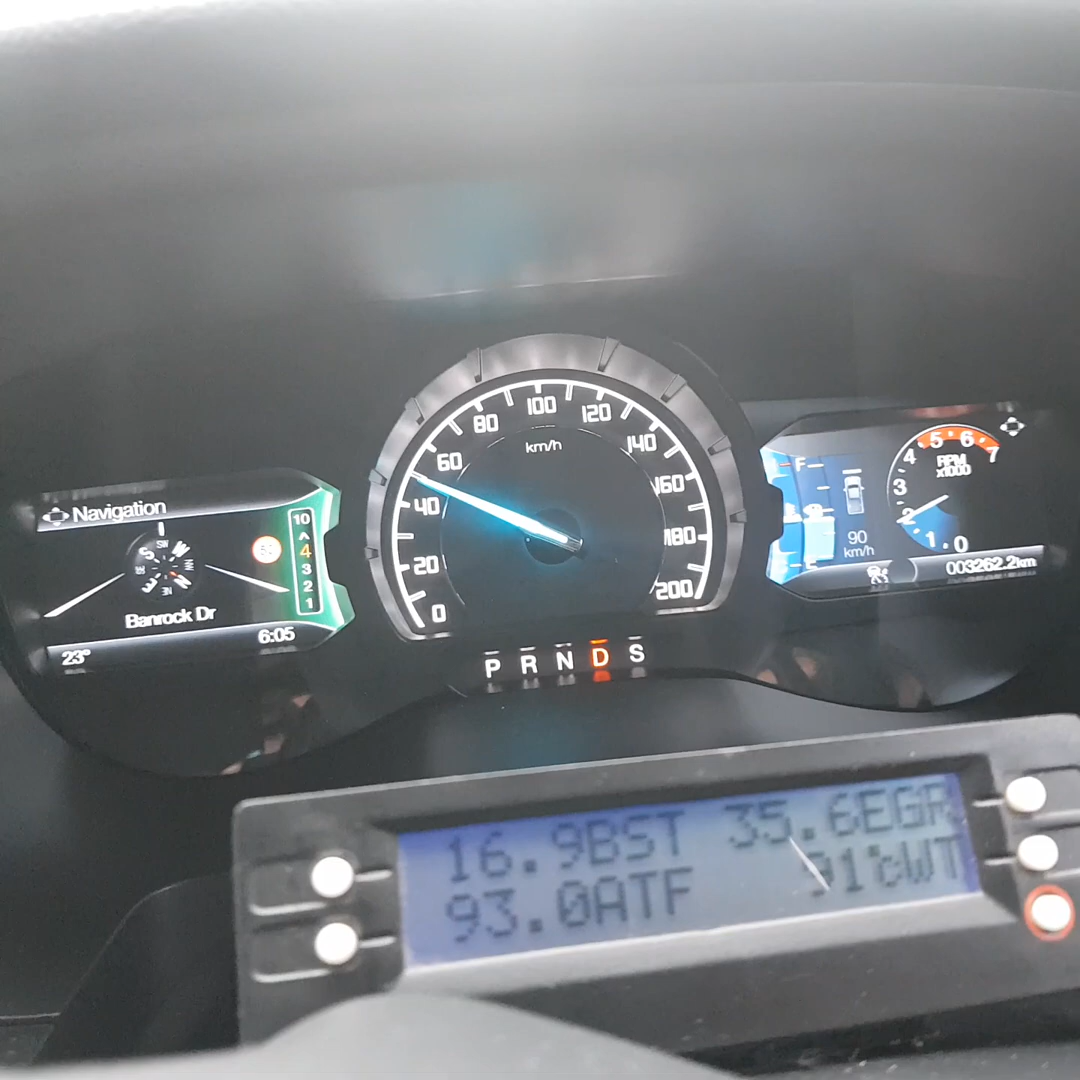 Navigation
10
4
3
2
1
Banrock Dr
23° 6:05
0
20
40
60
80
100
120
140
160
180
200
km/h
P R N D S
F
90
km/h
0
1
2
3
4
5
6
7
RPM
x1000
003262.2km
16.9BST 35.6EGR
93.0ATF 91°cWT